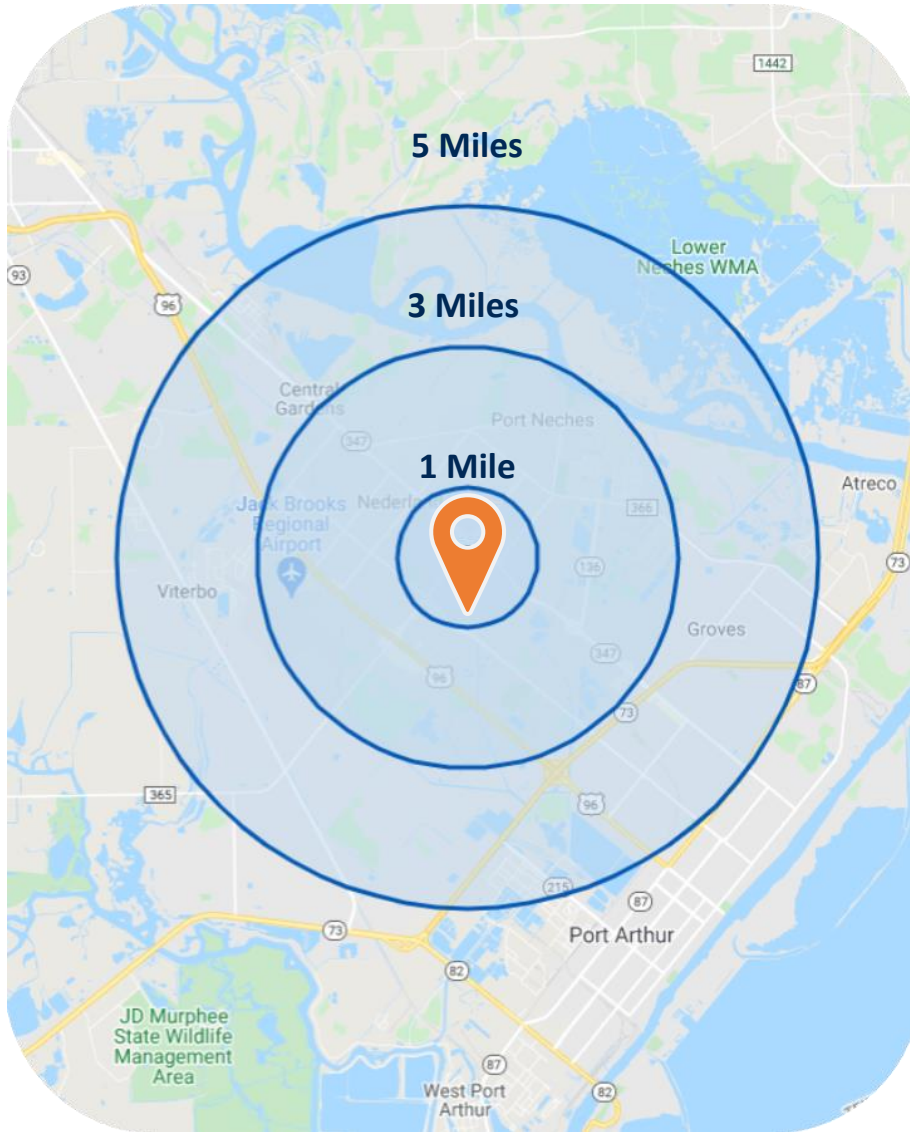 1442
5 Miles
Lower
Neches WMA
93
96
3 Miles
Central
Gardens
Port Neches
347
1 Mile
Atreco
Jack Brooks
Regional
Airport
Nederland
366
73
Viterbo
136
Groves
347
96
87
73
365
96
215
87
73
Port Arthur
82
JD Murphee
State Wildlife
Management
Area
87
West Port
Arthur
82